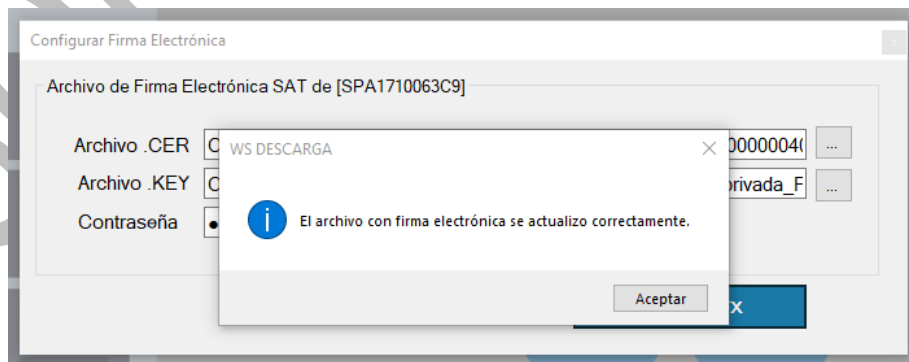 Configurar Firma Electrónica
Archivo de Firma Electrónica SAT de [SPA1710063C9]
Archivo .CER
WS DESCARGA
...
Archivo .KEY
...
Contraseña
El archivo con firma electrónica se actualizo correctamente.
Aceptar